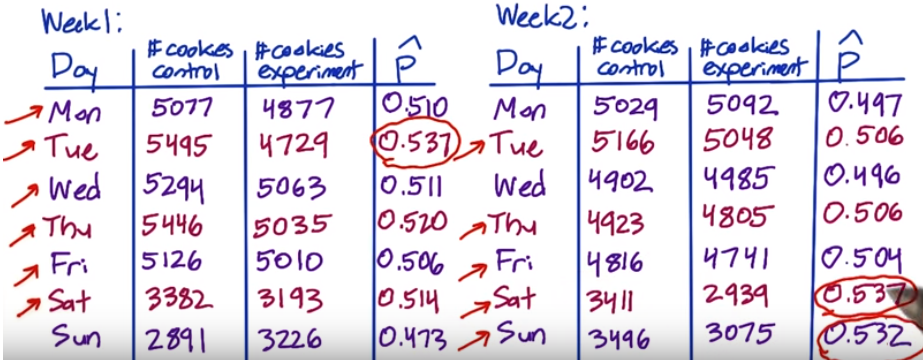 Week1: Week2:
Day #cookies control #cookies experiment P̂ Day #cookies control #cookies experiment P̂
Mon 5077 4877 0.510 Mon 5029 5092 0.497
Tue 5495 4729 0.537 Tue 5166 5048 0.506
Wed 5294 5063 0.511 Wed 4902 4985 0.496
Thu 5446 5035 0.520 Thu 4923 4805 0.506
Fri 5126 5010 0.506 Fri 4816 4741 0.504
Sat 3382 3193 0.514 Sat 3411 2939 0.537
Sun 2891 3226 0.473 Sun 3496 3075 0.532